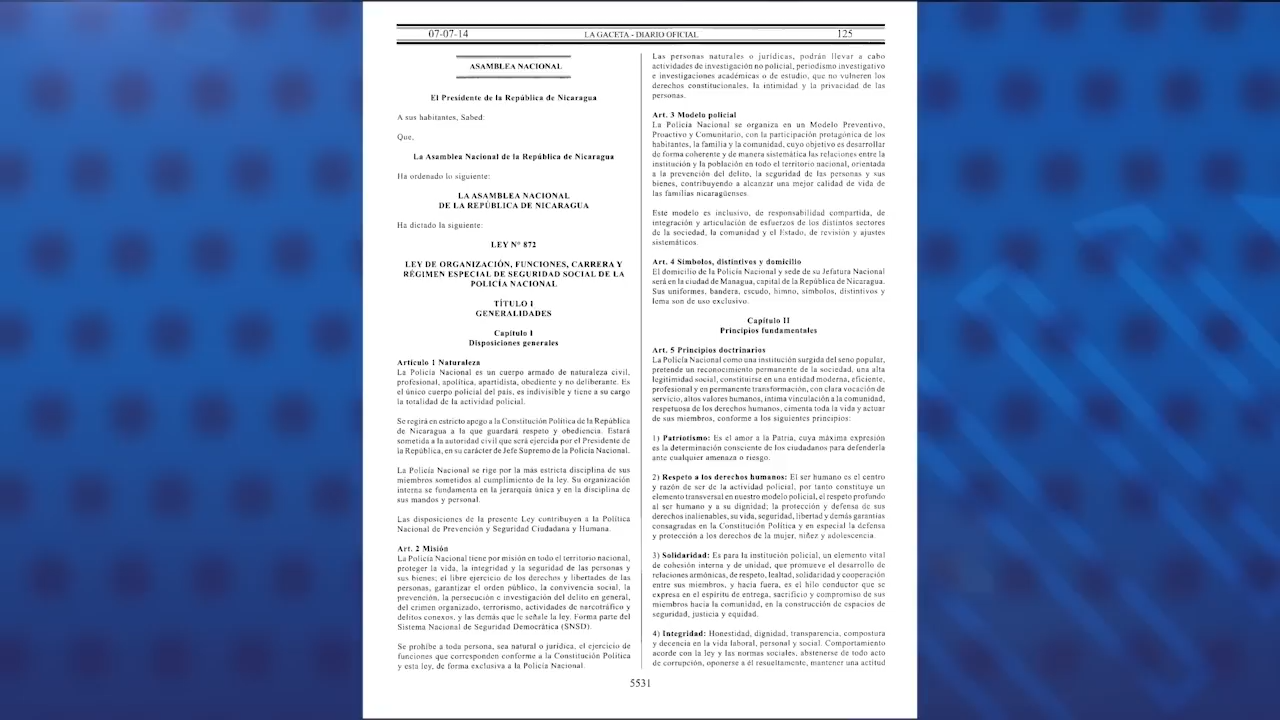 07-07-14 LA GACETA - DIARIO OFICIAL 125
ASAMBLEA NACIONAL
El Presidente de la República de Nicaragua
A sus habitantes, Sabed:
Que,
La Asamblea Nacional de la República de Nicaragua
Ha ordenado lo siguiente:
LA ASAMBLEA NACIONAL
DE LA REPÚBLICA DE NICARAGUA
Ha dictado la siguiente:
LEY N° 872
LEY DE ORGANIZACIÓN, FUNCIONES, CARRERA Y
RÉGIMEN ESPECIAL DE SEGURIDAD SOCIAL DE LA
POLICÍA NACIONAL
TÍTULO I
GENERALIDADES
Capítulo I
Disposiciones generales
Artículo 1 Naturaleza
La Policía Nacional es un cuerpo armado de naturaleza civil,
profesional, apolítica, apartidista, obediente y no deliberante. Es
el único cuerpo policial del país, es indivisible y tiene a su cargo
la totalidad de la actividad policial.
Se regirá en estricto apego a la Constitución Política de la República
de Nicaragua a la que guardará respeto y obediencia. Estará
sometida a la autoridad civil que será ejercida por el Presidente de
la República, en su carácter de Jefe Supremo de la Policía Nacional.
La Policía Nacional se rige por la más estricta disciplina de sus
miembros sometidos al cumplimiento de la ley. Su organización
interna se fundamenta en la jerarquía única y en la disciplina de
sus mandos y personal.
Las disposiciones de la presente Ley contribuyen a la Política
Nacional de Prevención y Seguridad Ciudadana y Humana.
Art. 2 Misión
La Policía Nacional tiene por misión en todo el territorio nacional,
proteger la vida, la integridad y la seguridad de las personas y
sus bienes; el libre ejercicio de los derechos y libertades de las
personas, garantizar el orden público, la convivencia social, la
prevención, la persecución e investigación del delito en general,
del crimen organizado, terrorismo, actividades de narcotráfico y
delitos conexos, y las demás que le señale la ley. Forma parte del
Sistema Nacional de Seguridad Democrática (SNSD).
Se prohíbe a toda persona, sea natural o jurídica, el ejercicio de
funciones que corresponden conforme a la Constitución Política
y esta ley, de forma exclusiva a la Policía Nacional.
Las personas naturales o jurídicas, podrán llevar a cabo
actividades de investigación no policial, periodismo investigativo
e investigaciones académicas o de estudio, que no vulneren los
derechos constitucionales, la intimidad y la privacidad de las
personas.
Art. 3 Modelo policial
La Policía Nacional se organiza en un Modelo Preventivo,
Proactivo y Comunitario, con la participación protagónica de los
habitantes, la familia y la comunidad, cuyo objetivo es desarrollar
de forma coherente y de manera sistemática las relaciones entre la
institución y la población en todo el territorio nacional, orientada
a la prevención del delito, la seguridad de las personas y sus
bienes, contribuyendo a alcanzar una mejor calidad de vida de
las familias nicaragüenses
Este modelo es inclusivo, de responsabilidad compartida, de
integración y articulación de esfuerzos de los distintos sectores
de la sociedad, la comunidad y el Estado, de revisión y ajustes
sistemáticos.
Art. 4 Símbolos, distintivos y domicilio
El domicilio de la Policía Nacional y sede de su Jefatura Nacional
será en la ciudad de Managua, capital de la República de Nicaragua.
Sus uniformes, bandera, escudo, himno, símbolos, distintivos y
lema son de uso exclusivo.
Capítulo II
Principios fundamentales
Art. 5 Principios doctrinarios
La Policía Nacional como una institución surgida del seno popular,
pretende un reconocimiento permanente de la sociedad, una alta
legitimidad social, constituirse en una entidad moderna, eficiente,
profesional y en permanente transformación, con clara vocación de
servicio, altos valores humanos, íntima vinculación a la comunidad,
respetuosa de los derechos humanos, cimenta toda la vida y actuar
de sus miembros, conforme a los siguientes principios:
1) Patriotismo: Es el amor a la Patria, cuya máxima expresión
es la determinación consciente de los ciudadanos para defenderla
ante cualquier amenaza o riesgo.
2) Respeto a los derechos humanos: El ser humano es el centro
y razón de ser de la actividad policial, por tanto constituye un
elemento transversal en nuestro modelo policial, el respeto profundo
al ser humano y a su dignidad; la protección y defensa de sus
derechos inalienables, su vida, seguridad, libertad y demás garantías
consagradas en la Constitución Política y en especial la defensa
y protección a los derechos de la mujer, niñez y adolescencia.
3) Solidaridad: Es para la institución policial, un elemento vital
de cohesión interna y de unidad, que promueve el desarrollo de
relaciones armónicas, de respeto, lealtad, solidaridad y cooperación
entre sus miembros, y hacia fuera, es el hilo conductor que se
expresa en el espíritu de entrega, sacrificio y compromiso de sus
miembros hacia la comunidad, en la construcción de espacios de
seguridad, justicia y equidad.
4) Integridad: Honestidad, dignidad, transparencia, compostura
y decencia en la vida laboral, personal y social. Comportamiento
acorde con la ley y las normas sociales, abstenerse de todo acto
de corrupción, oponerse a él resueltamente, mantener una actitud
5531